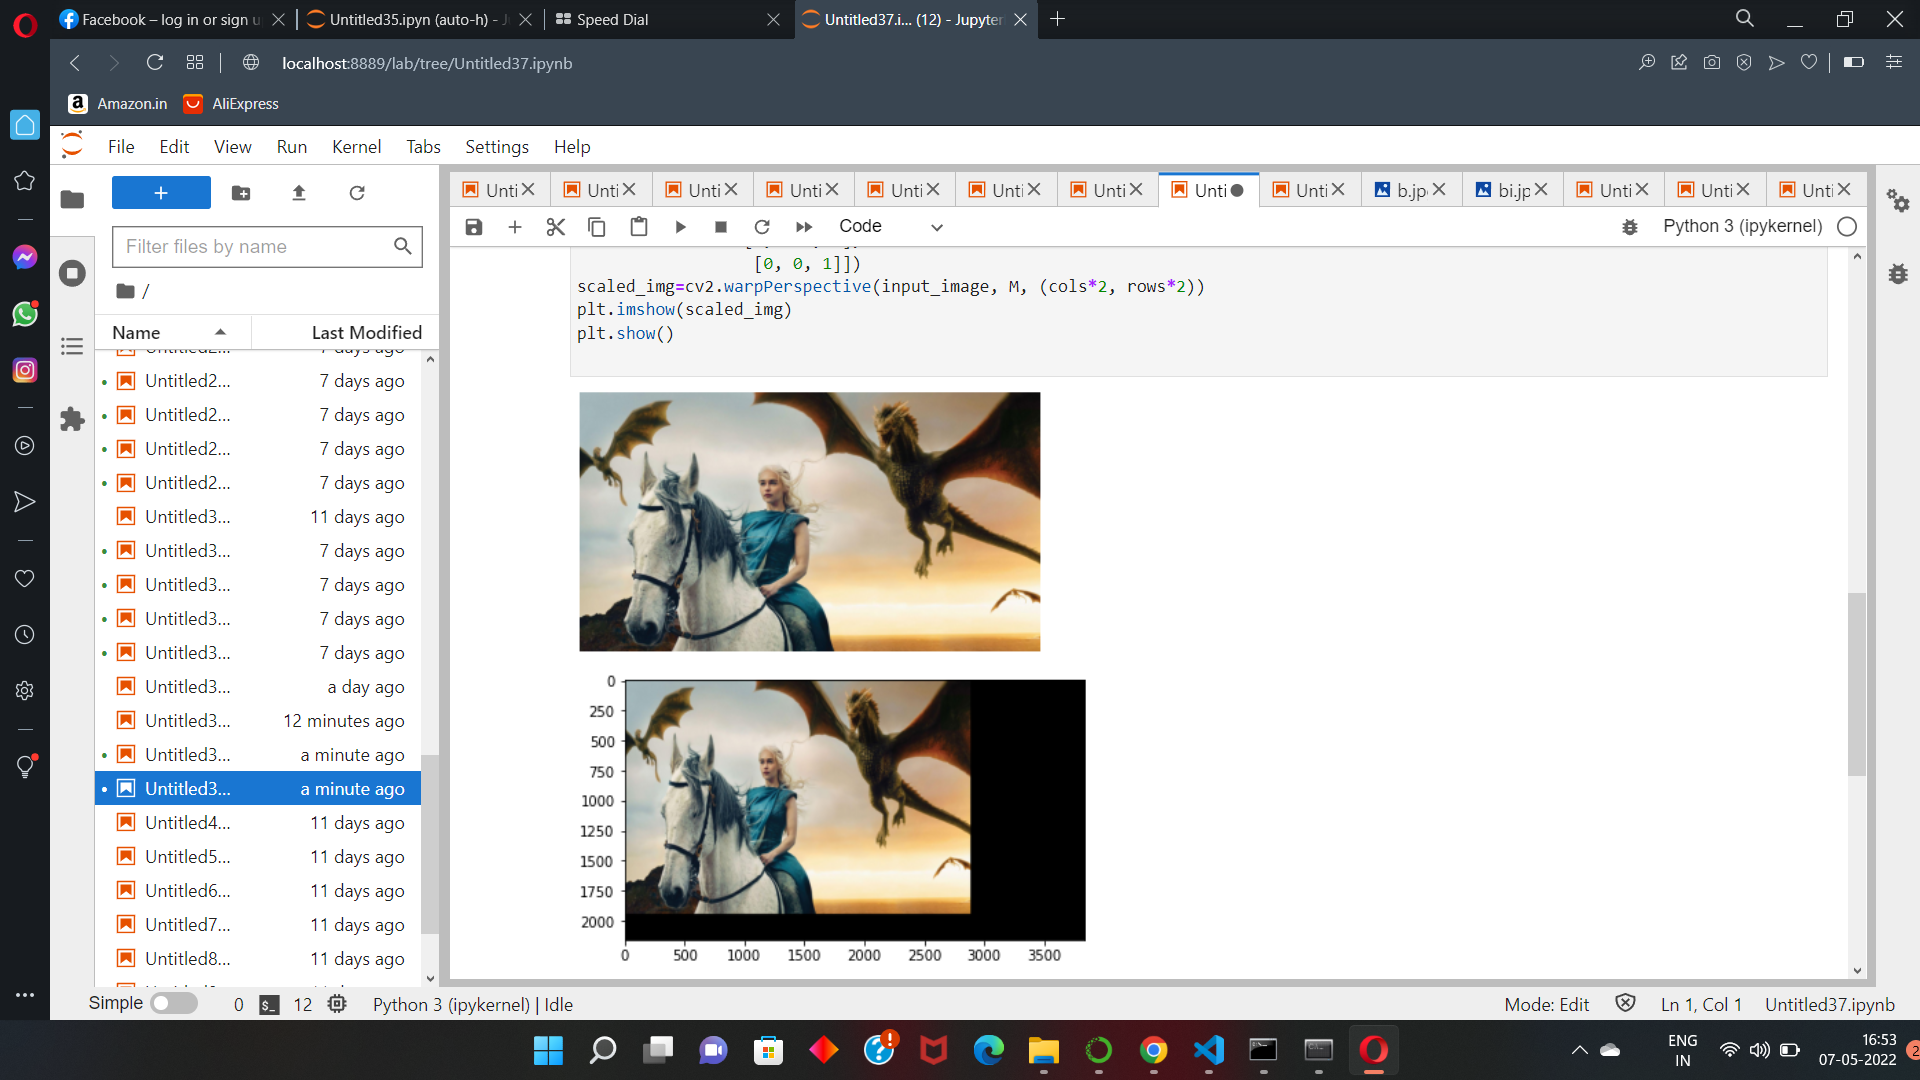 Facebook – log in or sign u
Untitled35.ipyn (auto-h) - J
Speed Dial
Untitled37.i... (12) - Jupyter
localhost:8889/lab/tree/Untitled37.ipynb
Amazon.in
AliExpress
File Edit View Run Kernel Tabs Settings Help
Unti Unti Unti Unti Unti Unti Unti Unti Unti b.jp bi.jp Unti Unti Unti
Code
Python 3 (ipykernel)
Filter files by name
/
Name Last Modified
Untitled2... 7 days ago
Untitled2... 7 days ago
Untitled2... 7 days ago
Untitled2... 7 days ago
Untitled2... 7 days ago
Untitled3... 11 days ago
Untitled3... 7 days ago
Untitled3... 7 days ago
Untitled3... 7 days ago
Untitled3... 7 days ago
Untitled3... a day ago
Untitled3... 12 minutes ago
Untitled3... a minute ago
Untitled3... a minute ago
Untitled4... 11 days ago
Untitled5... 11 days ago
Untitled6... 11 days ago
Untitled7... 11 days ago
Untitled8... 11 days ago
[0, 0, 1]])
scaled_img=cv2.warpPerspective(input_image, M, (cols*2, rows*2))
plt.imshow(scaled_img)
plt.show()
0
250
500
750
1000
1250
1500
1750
2000
0 500 1000 1500 2000 2500 3000 3500
Simple 0 $_ 12 Python 3 (ipykernel) | Idle
Mode: Edit Ln 1, Col 1 Untitled37.ipynb
ENG
IN
16:53
07-05-2022
2